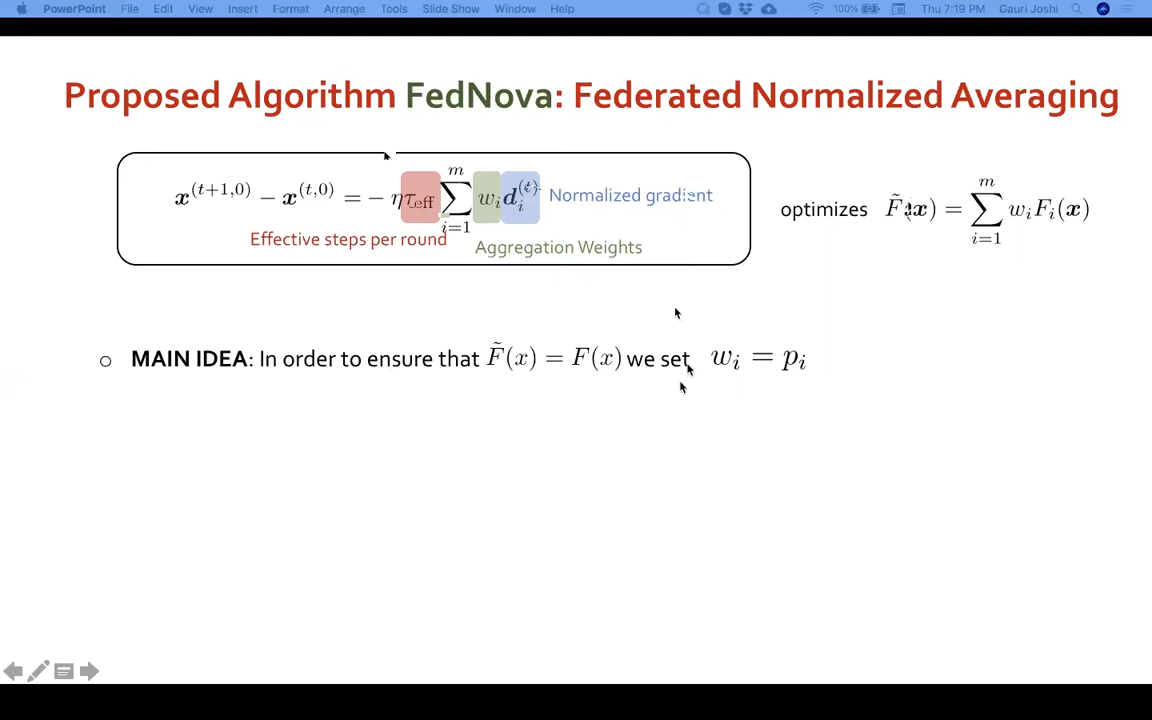 PowerPoint File Edit View Insert Format Arrange Tools Slide Show Window Help 100% Thu 7:19 PM Gauri Joshi
Proposed Algorithm FedNova: Federated Normalized Averaging
x^(t+1,0) − x^(t,0) = − ητ_eff ∑_{i=1}^{m} w_i d_i^(t) Normalized gradient
Effective steps per round
Aggregation Weights
optimizes F̃(x) = ∑_{i=1}^{m} w_i F_i(x)
○ MAIN IDEA: In order to ensure that F̃(x) = F(x) we set w_i = p_i